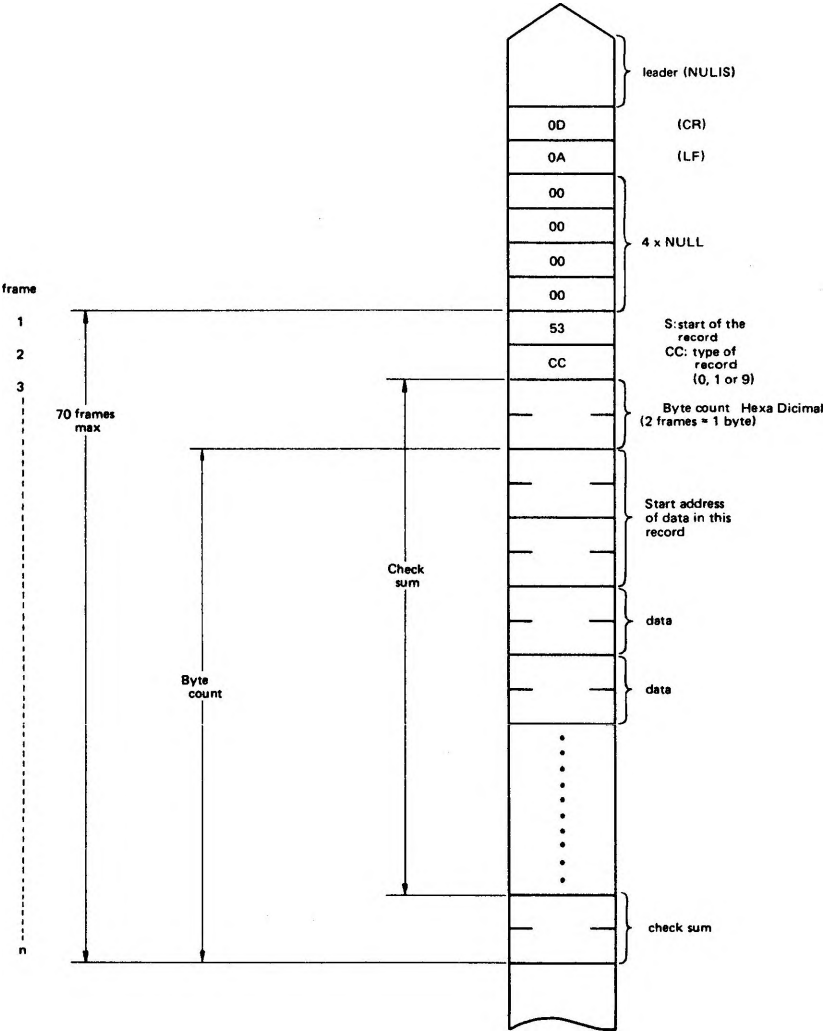 leader (NULIS)
0D (CR)
0A (LF)
00
00
4 x NULL
00
00
frame
1
53
S:start of the
record
2
CC
CC: type of
record
(0, 1 or 9)
3
70 frames
max
Byte count Hexa Dicimal
(2 frames = 1 byte)
Start address
of data in this
record
Check
sum
data
Byte
count
data
check sum
n